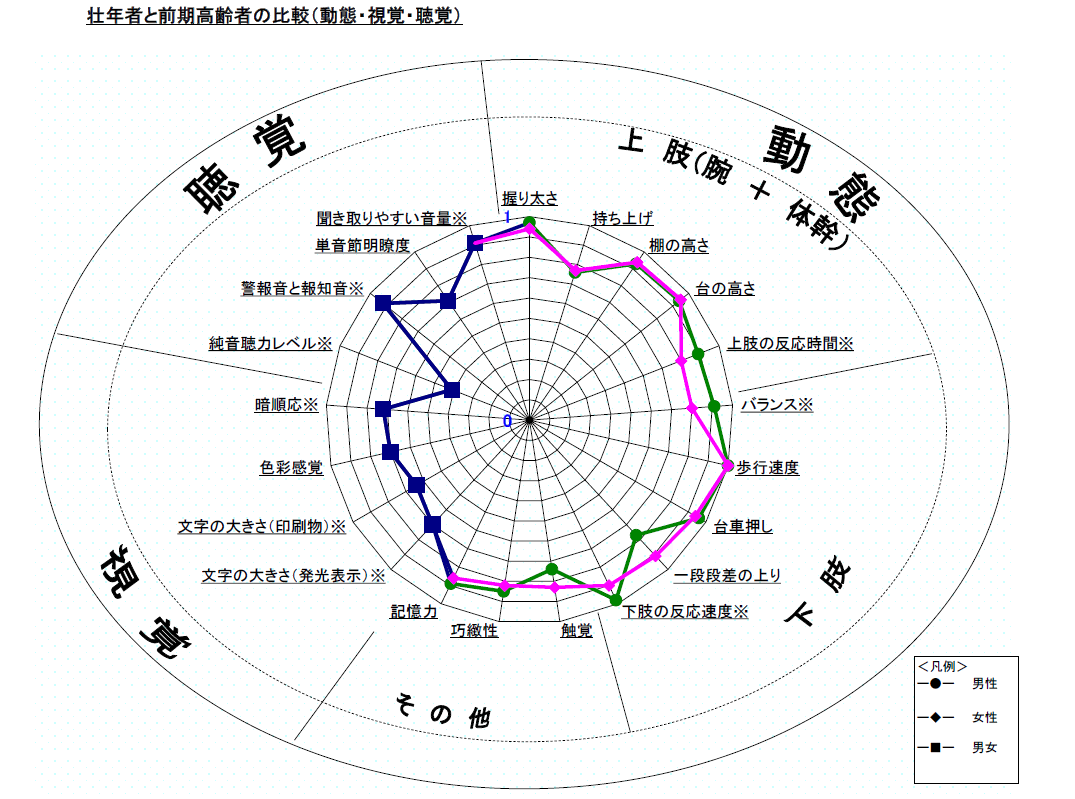 壮年者と前期高齢者の比較(動態・視覚・聴覚)
聴覚
動態
上肢(腕+体幹)
握り太さ
持ち上げ
棚の高さ
台の高さ
上肢の反応時間※
バランス※
歩行速度
台車押し
一段段差の上り
下肢の反応速度※
触覚
巧緻性
記憶力
文字の大きさ(発光表示)※
文字の大きさ(印刷物)※
色彩感覚
暗順応※
純音聴力レベル※
警報音と報知音※
単音節明瞭度
聞き取りやすい音量※
1
0
下肢
視覚
その他
<凡例>
男性
女性
男女